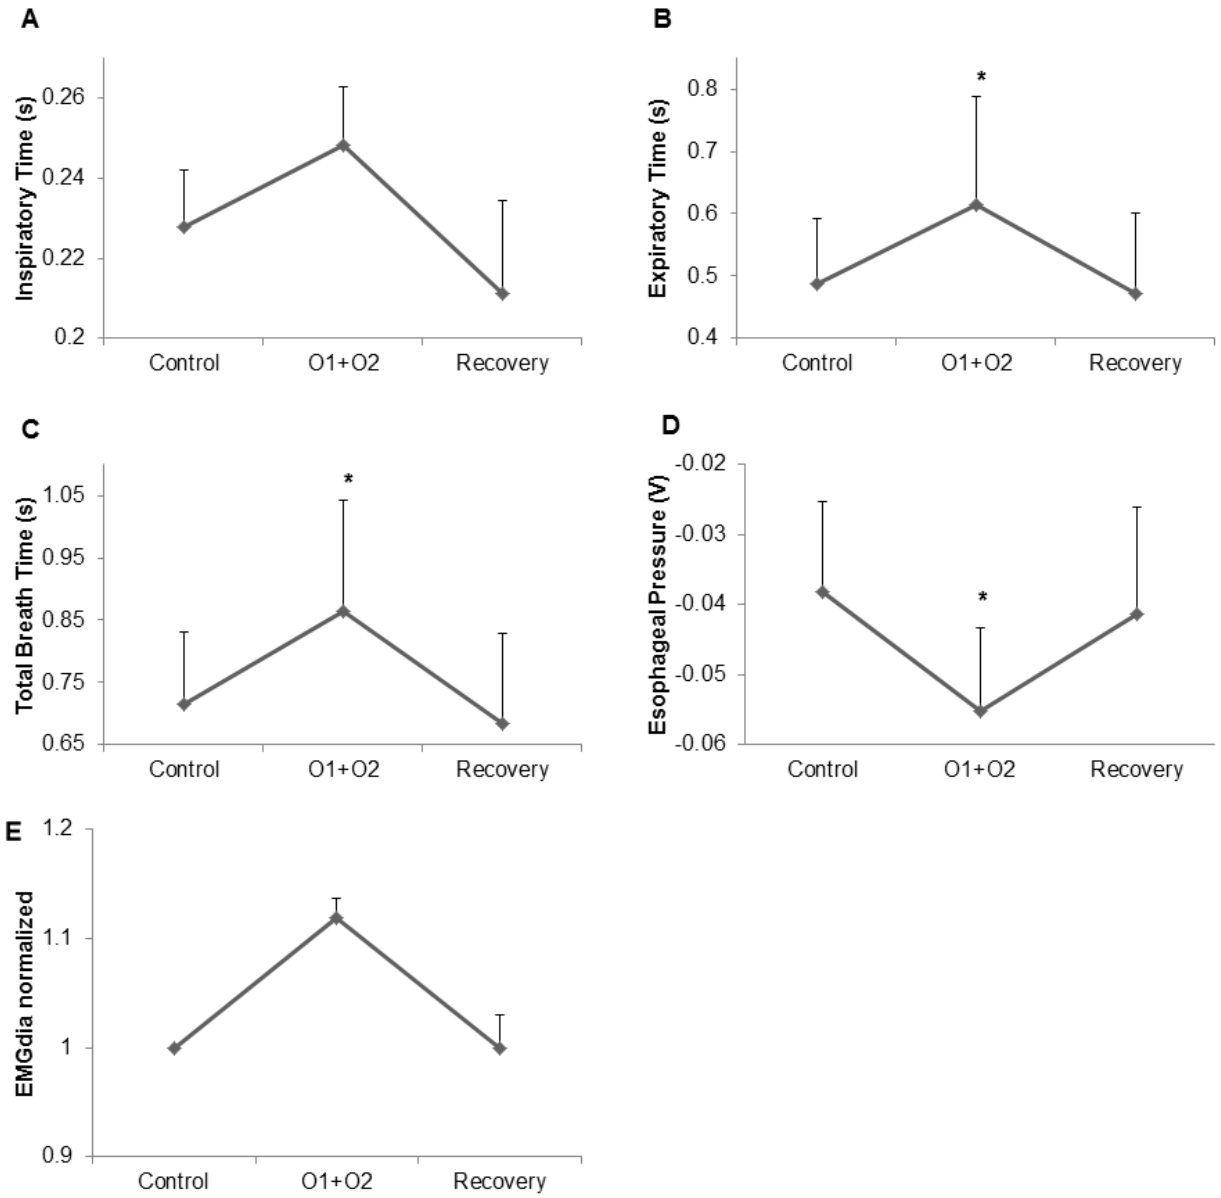 A
Inspiratory Time (s)
0.26
0.24
0.22
0.2
Control O1+O2 Recovery
B
*
Expiratory Time (s)
0.8
0.7
0.6
0.5
0.4
Control O1+O2 Recovery
C
*
Total Breath Time (s)
1.05
0.95
0.85
0.75
0.65
Control O1+O2 Recovery
D
*
Esophageal Pressure (V)
-0.02
-0.03
-0.04
-0.05
-0.06
Control O1+O2 Recovery
E
EMGdia normalized
1.2
1.1
1
0.9
Control O1+O2 Recovery